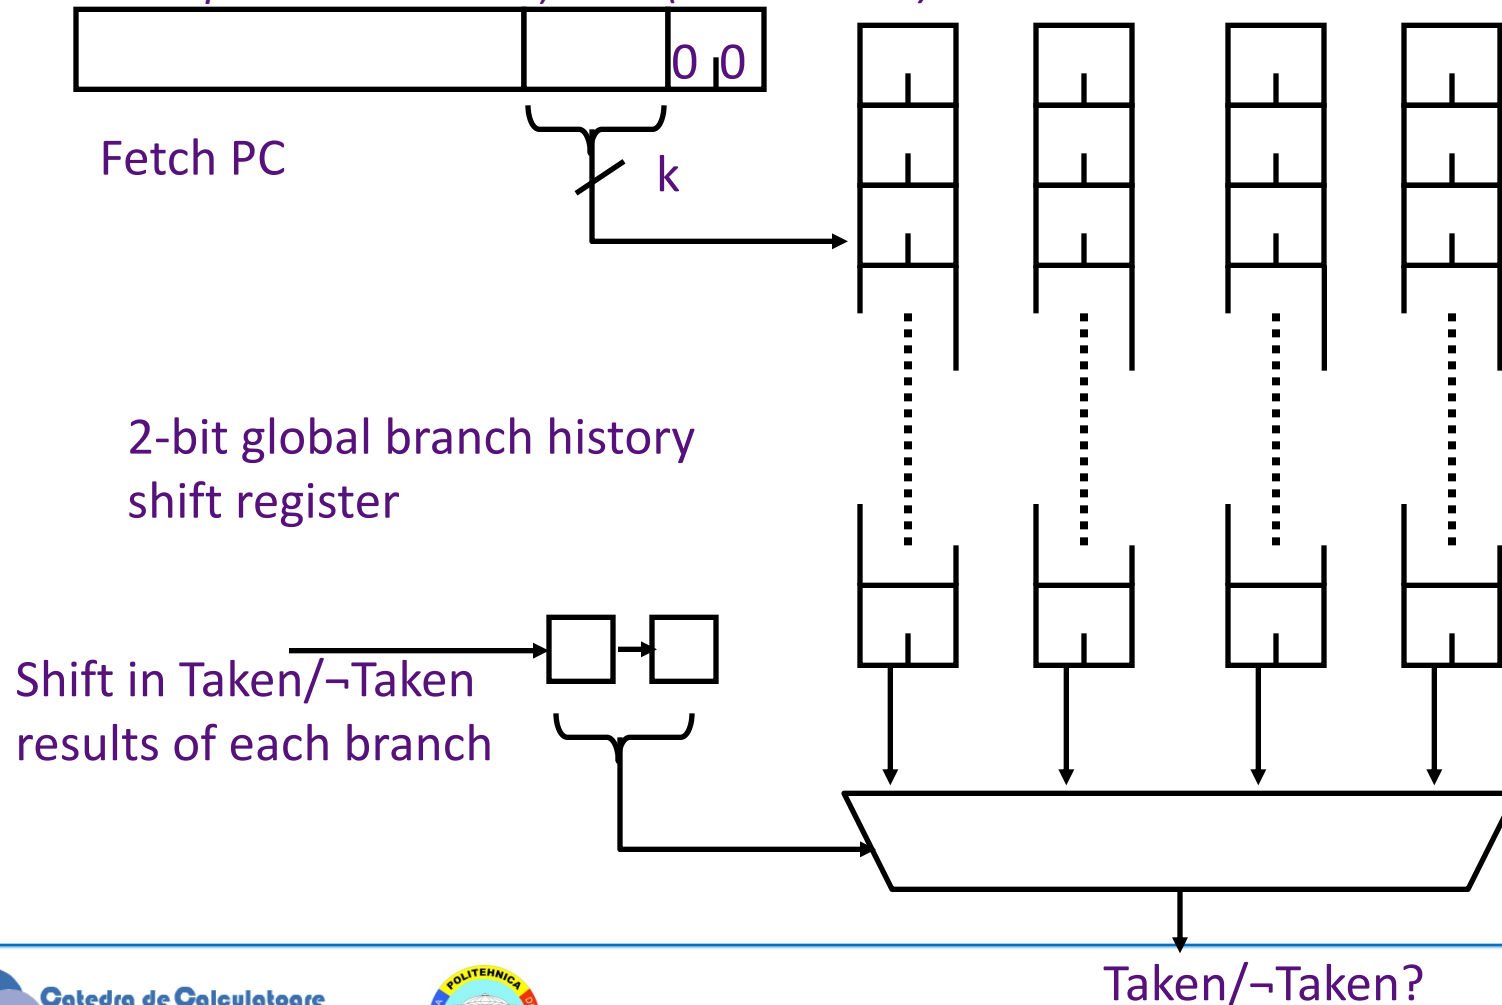 0 0
Fetch PC
k
2-bit global branch history
shift register
Shift in Taken/¬Taken
results of each branch
Taken/¬Taken?
Catedra de Calculatoare
POLITEHNICA